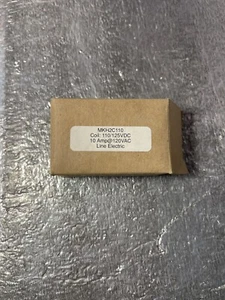 MKH2C110
Coil: 110/125VDC
10 Amp@120VAC
Line Electric